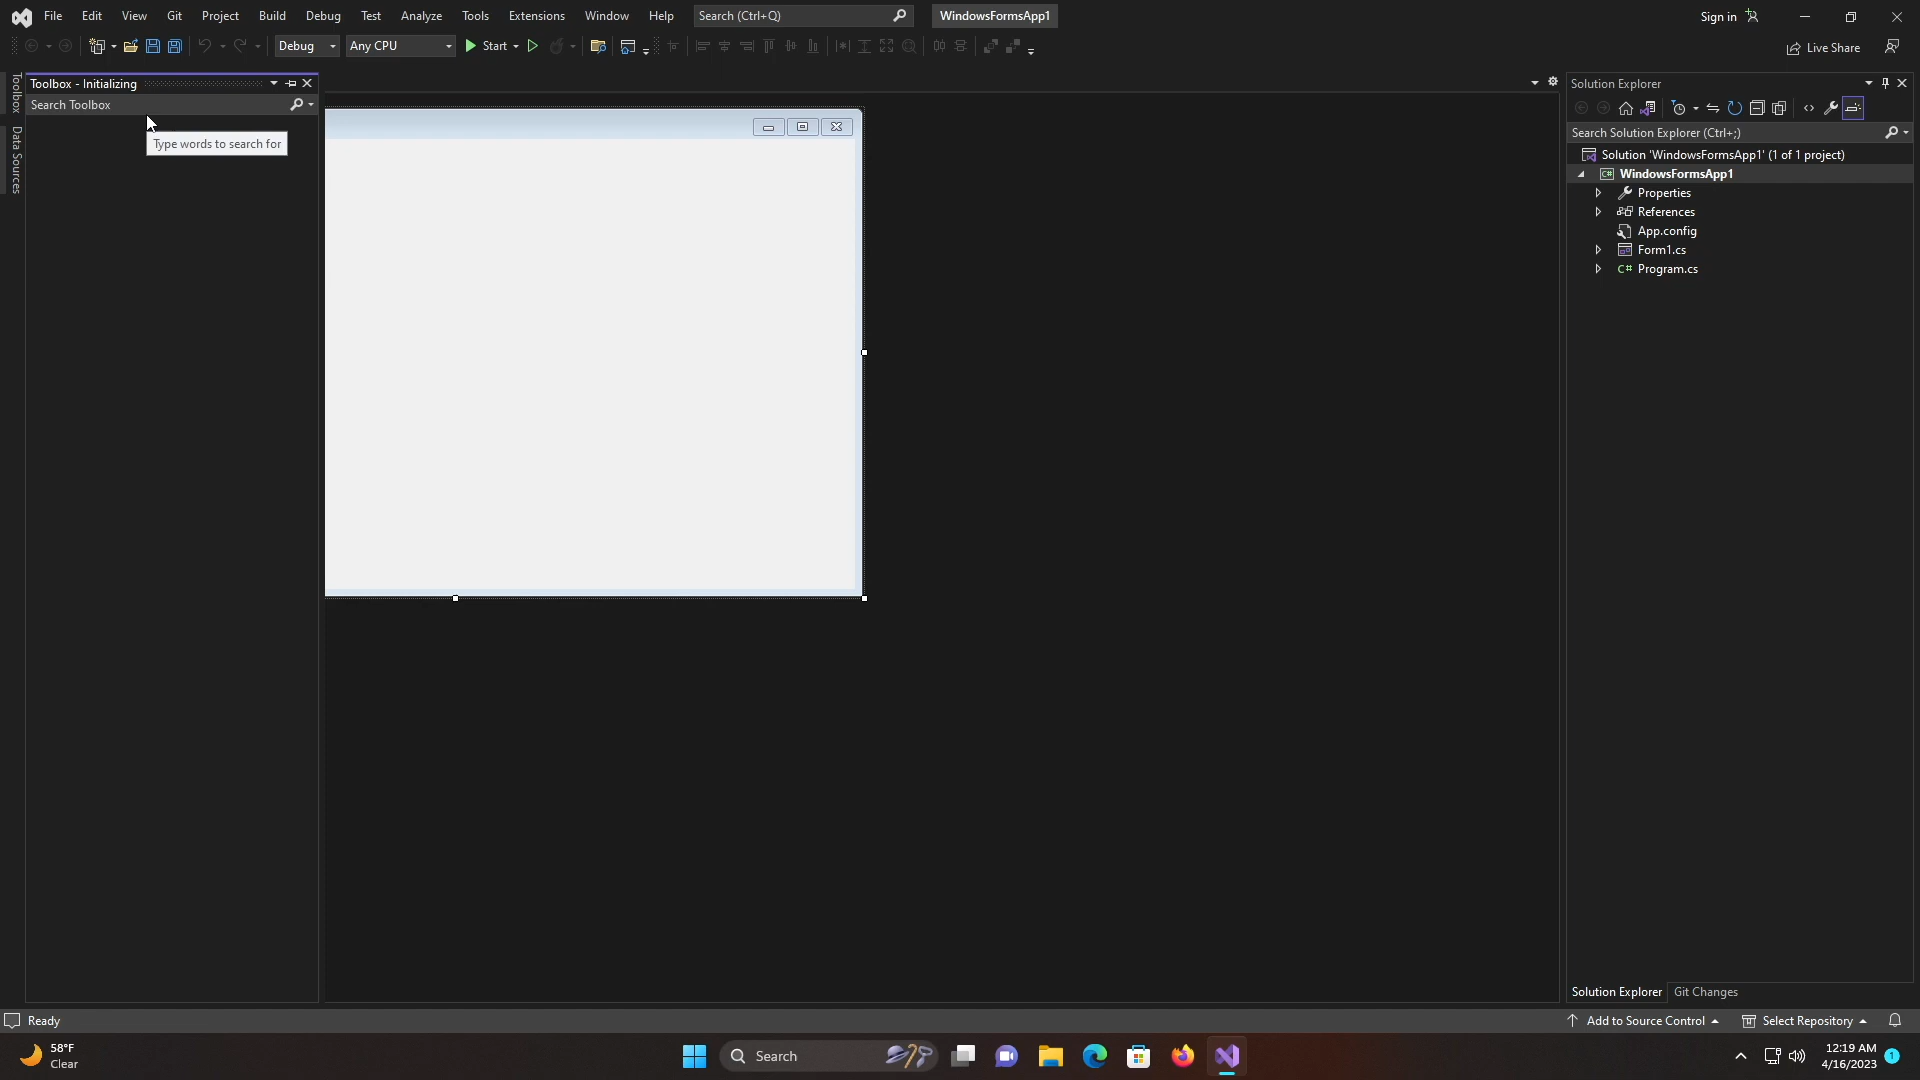 File Edit View Git Project Build Debug Test Analyze Tools Extensions Window Help Search (Ctrl+Q) WindowsFormsApp1 Sign in
Debug Any CPU Start Live Share
Toolbox
Data Sources
Toolbox - Initializing
Search Toolbox
Type words to search for
Solution Explorer
Search Solution Explorer (Ctrl+;)
Solution 'WindowsFormsApp1' (1 of 1 project)
C# WindowsFormsApp1
Properties
References
App.config
Form1.cs
C# Program.cs
Solution Explorer Git Changes
Ready Add to Source Control Select Repository
58°F
Clear
Search
12:19 AM
4/16/2023 1